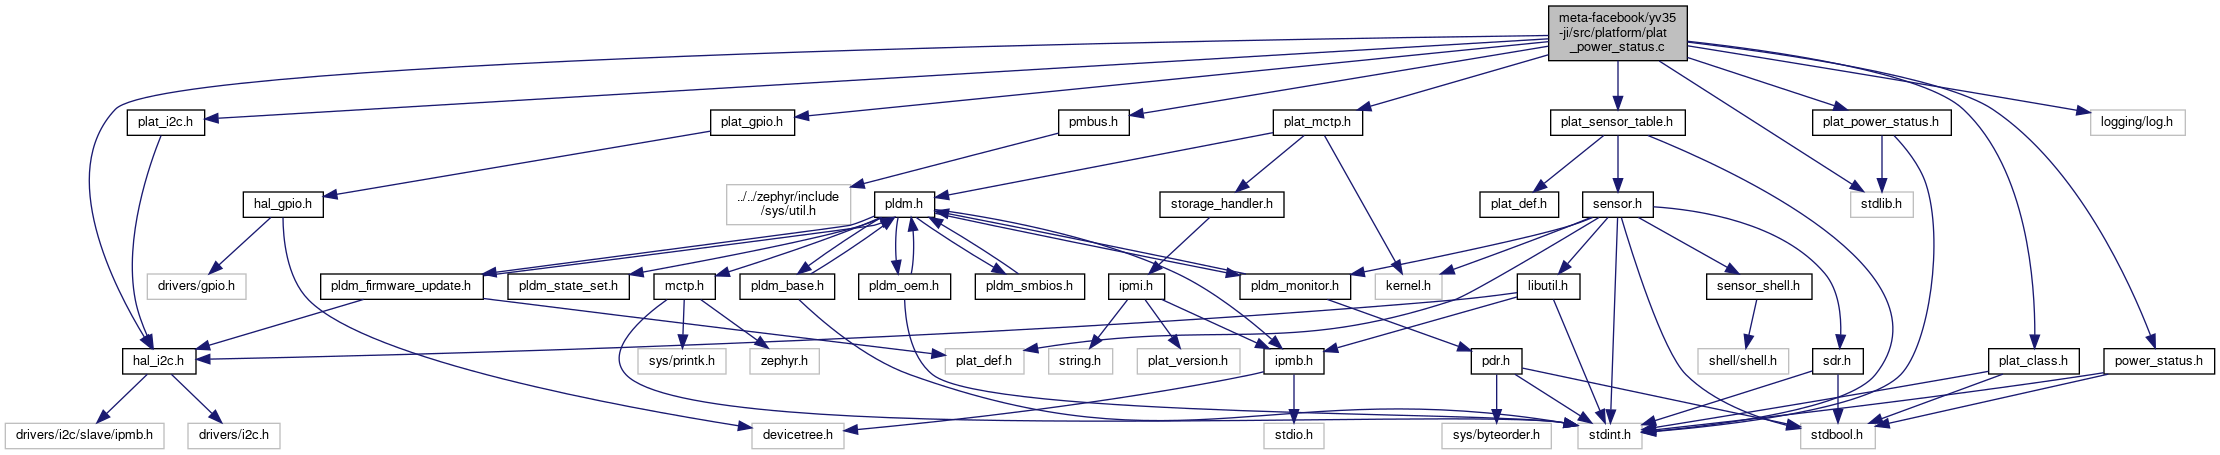 meta-facebook/yv35
-ji/src/platform/plat
_power_status.c
plat_i2c.h
plat_gpio.h
pmbus.h
plat_mctp.h
plat_sensor_table.h
plat_power_status.h
logging/log.h
hal_gpio.h
../../zephyr/include
/sys/util.h
pldm.h
storage_handler.h
plat_def.h
sensor.h
stdlib.h
drivers/gpio.h
pldm_firmware_update.h
pldm_state_set.h
mctp.h
pldm_base.h
pldm_oem.h
pldm_smbios.h
ipmi.h
pldm_monitor.h
kernel.h
libutil.h
sensor_shell.h
hal_i2c.h
sys/printk.h
zephyr.h
plat_def.h
string.h
plat_version.h
ipmb.h
pdr.h
shell/shell.h
sdr.h
plat_class.h
power_status.h
drivers/i2c/slave/ipmb.h
drivers/i2c.h
devicetree.h
stdio.h
sys/byteorder.h
stdint.h
stdbool.h